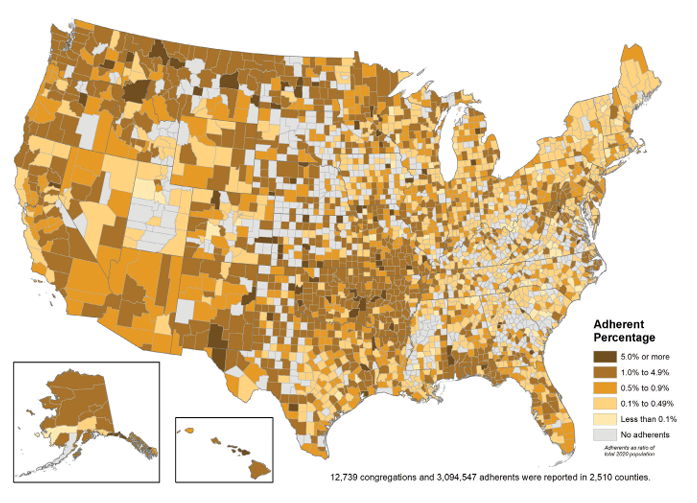 Adherent
Percentage
5.0% or more
1.0% to 4.9%
0.5% to 0.9%
0.1% to 0.49%
Less than 0.1%
No adherents
Adherents as ratio of
total 2020 population
12,739 congregations and 3,094,547 adherents were reported in 2,510 counties.